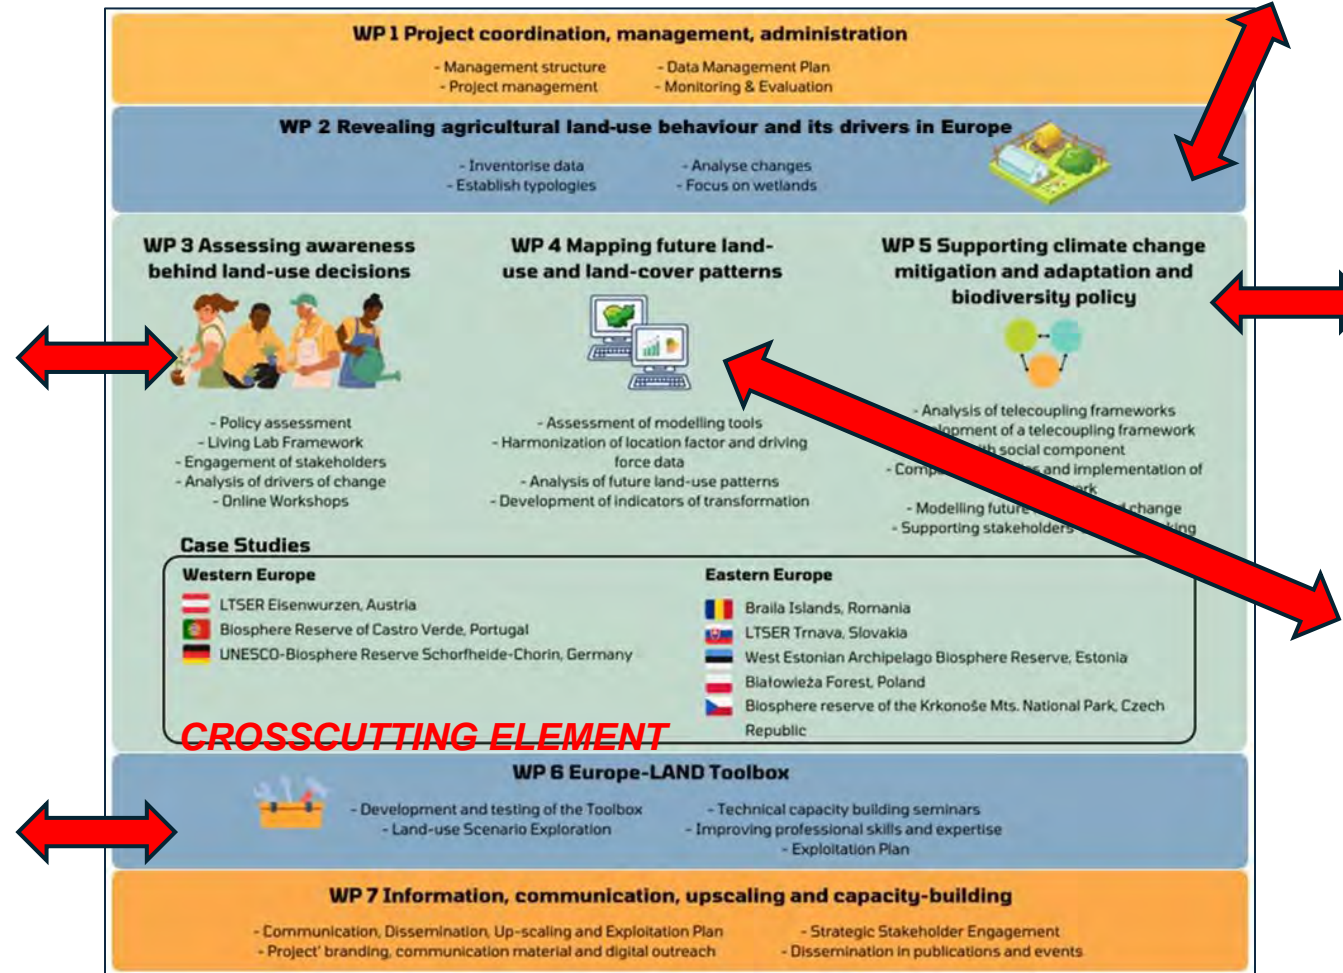 WP 1 Project coordination, management, administration
- Management structure
- Project management
- Data Management Plan
- Monitoring & Evaluation
WP 2 Revealing agricultural land-use behaviour and its drivers in Europe
- Inventorise data
- Establish typologies
- Analyse changes
- Focus on wetlands
WP 3 Assessing awareness
behind land-use decisions
- Policy assessment
- Living Lab Framework
- Engagement of stakeholders
- Analysis of drivers of change
- Online Workshops
WP 4 Mapping future land-
use and land-cover patterns
- Assessment of modelling tools
- Harmonization of location factor and driving
force data
- Analysis of future land-use patterns
- Development of indicators of transformation
WP 5 Supporting climate change
mitigation and adaptation and
biodiversity policy
- Analysis of telecoupling frameworks
of a telecoupling framework
social component
and implementation of
- Modelling future change
- Supporting stakeholders'
Case Studies
Western Europe
LTSER Eisenwurzen, Austria
Biosphere Reserve of Castro Verde, Portugal
UNESCO-Biosphere Reserve Schorfheide-Chorin, Germany
Eastern Europe
Braila Islands, Romania
LTSER Trnava, Slovakia
West Estonian Archipelago Biosphere Reserve, Estonia
Białowieża Forest, Poland
Biosphere reserve of the Krkonoše Mts. National Park, Czech
Republic
CROSSCUTTING ELEMENT
WP 6 Europe-LAND Toolbox
- Development and testing of the Toolbox
- Land-use Scenario Exploration
- Technical capacity building seminars
- Improving professional skills and expertise
- Exploitation Plan
WP 7 Information, communication, upscaling and capacity-building
- Communication, Dissemination, Up-scaling and Exploitation Plan
- Project' branding, communication material and digital outreach
- Strategic Stakeholder Engagement
- Dissemination in publications and events